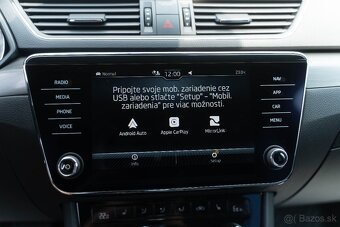 Normal
12:00
RADIO
MEDIA
PHONE
VOICE
NAV
APP
CAR
MENU
Pripojte svoje mob. zariadenie cez
USB alebo stlačte "Setup" – "Mobil.
zariadenia" pre viac možností.
Android Auto
Apple CarPlay
MirrorLink
Info
Setup
Bazos.sk